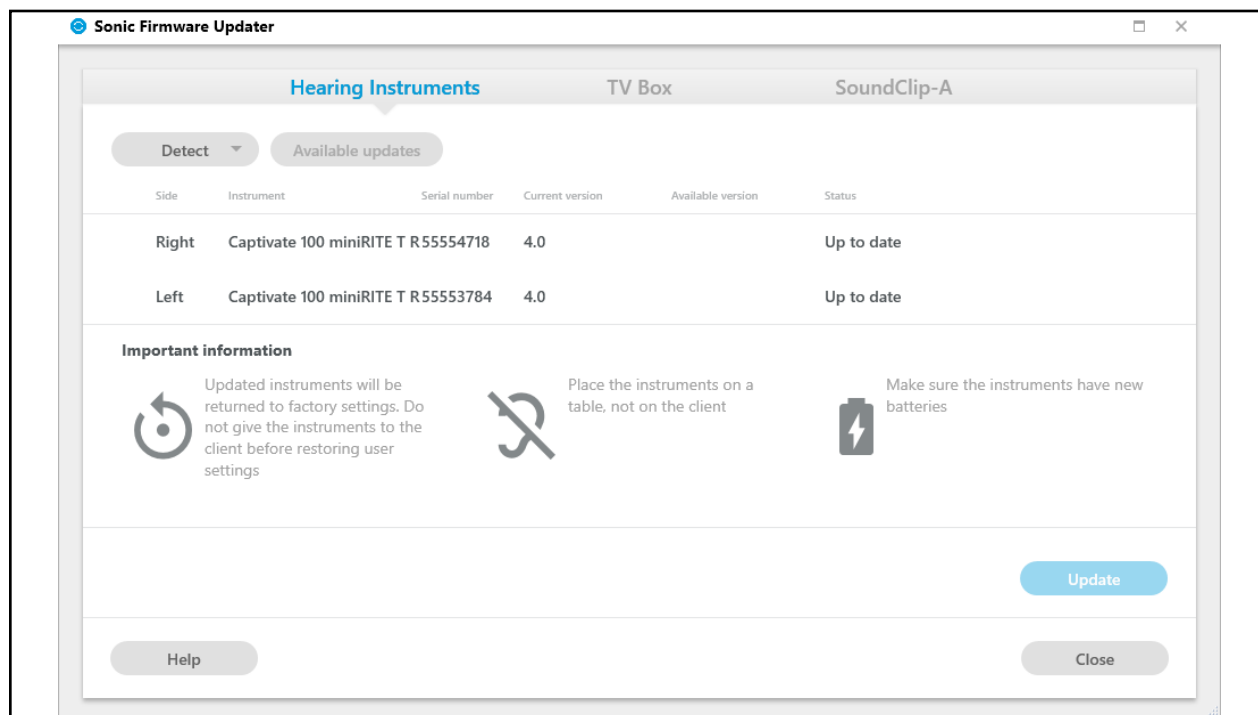 Sonic Firmware Updater
Hearing Instruments TV Box SoundClip-A
Detect Available updates
Side Instrument Serial number Current version Available version Status
Right Captivate 100 miniRITE T R 55554718 4.0 Up to date
Left Captivate 100 miniRITE T R 55553784 4.0 Up to date
Important information
Updated instruments will be
returned to factory settings. Do
not give the instruments to the
client before restoring user
settings
Place the instruments on a
table, not on the client
Make sure the instruments have new
batteries
Update
Help Close